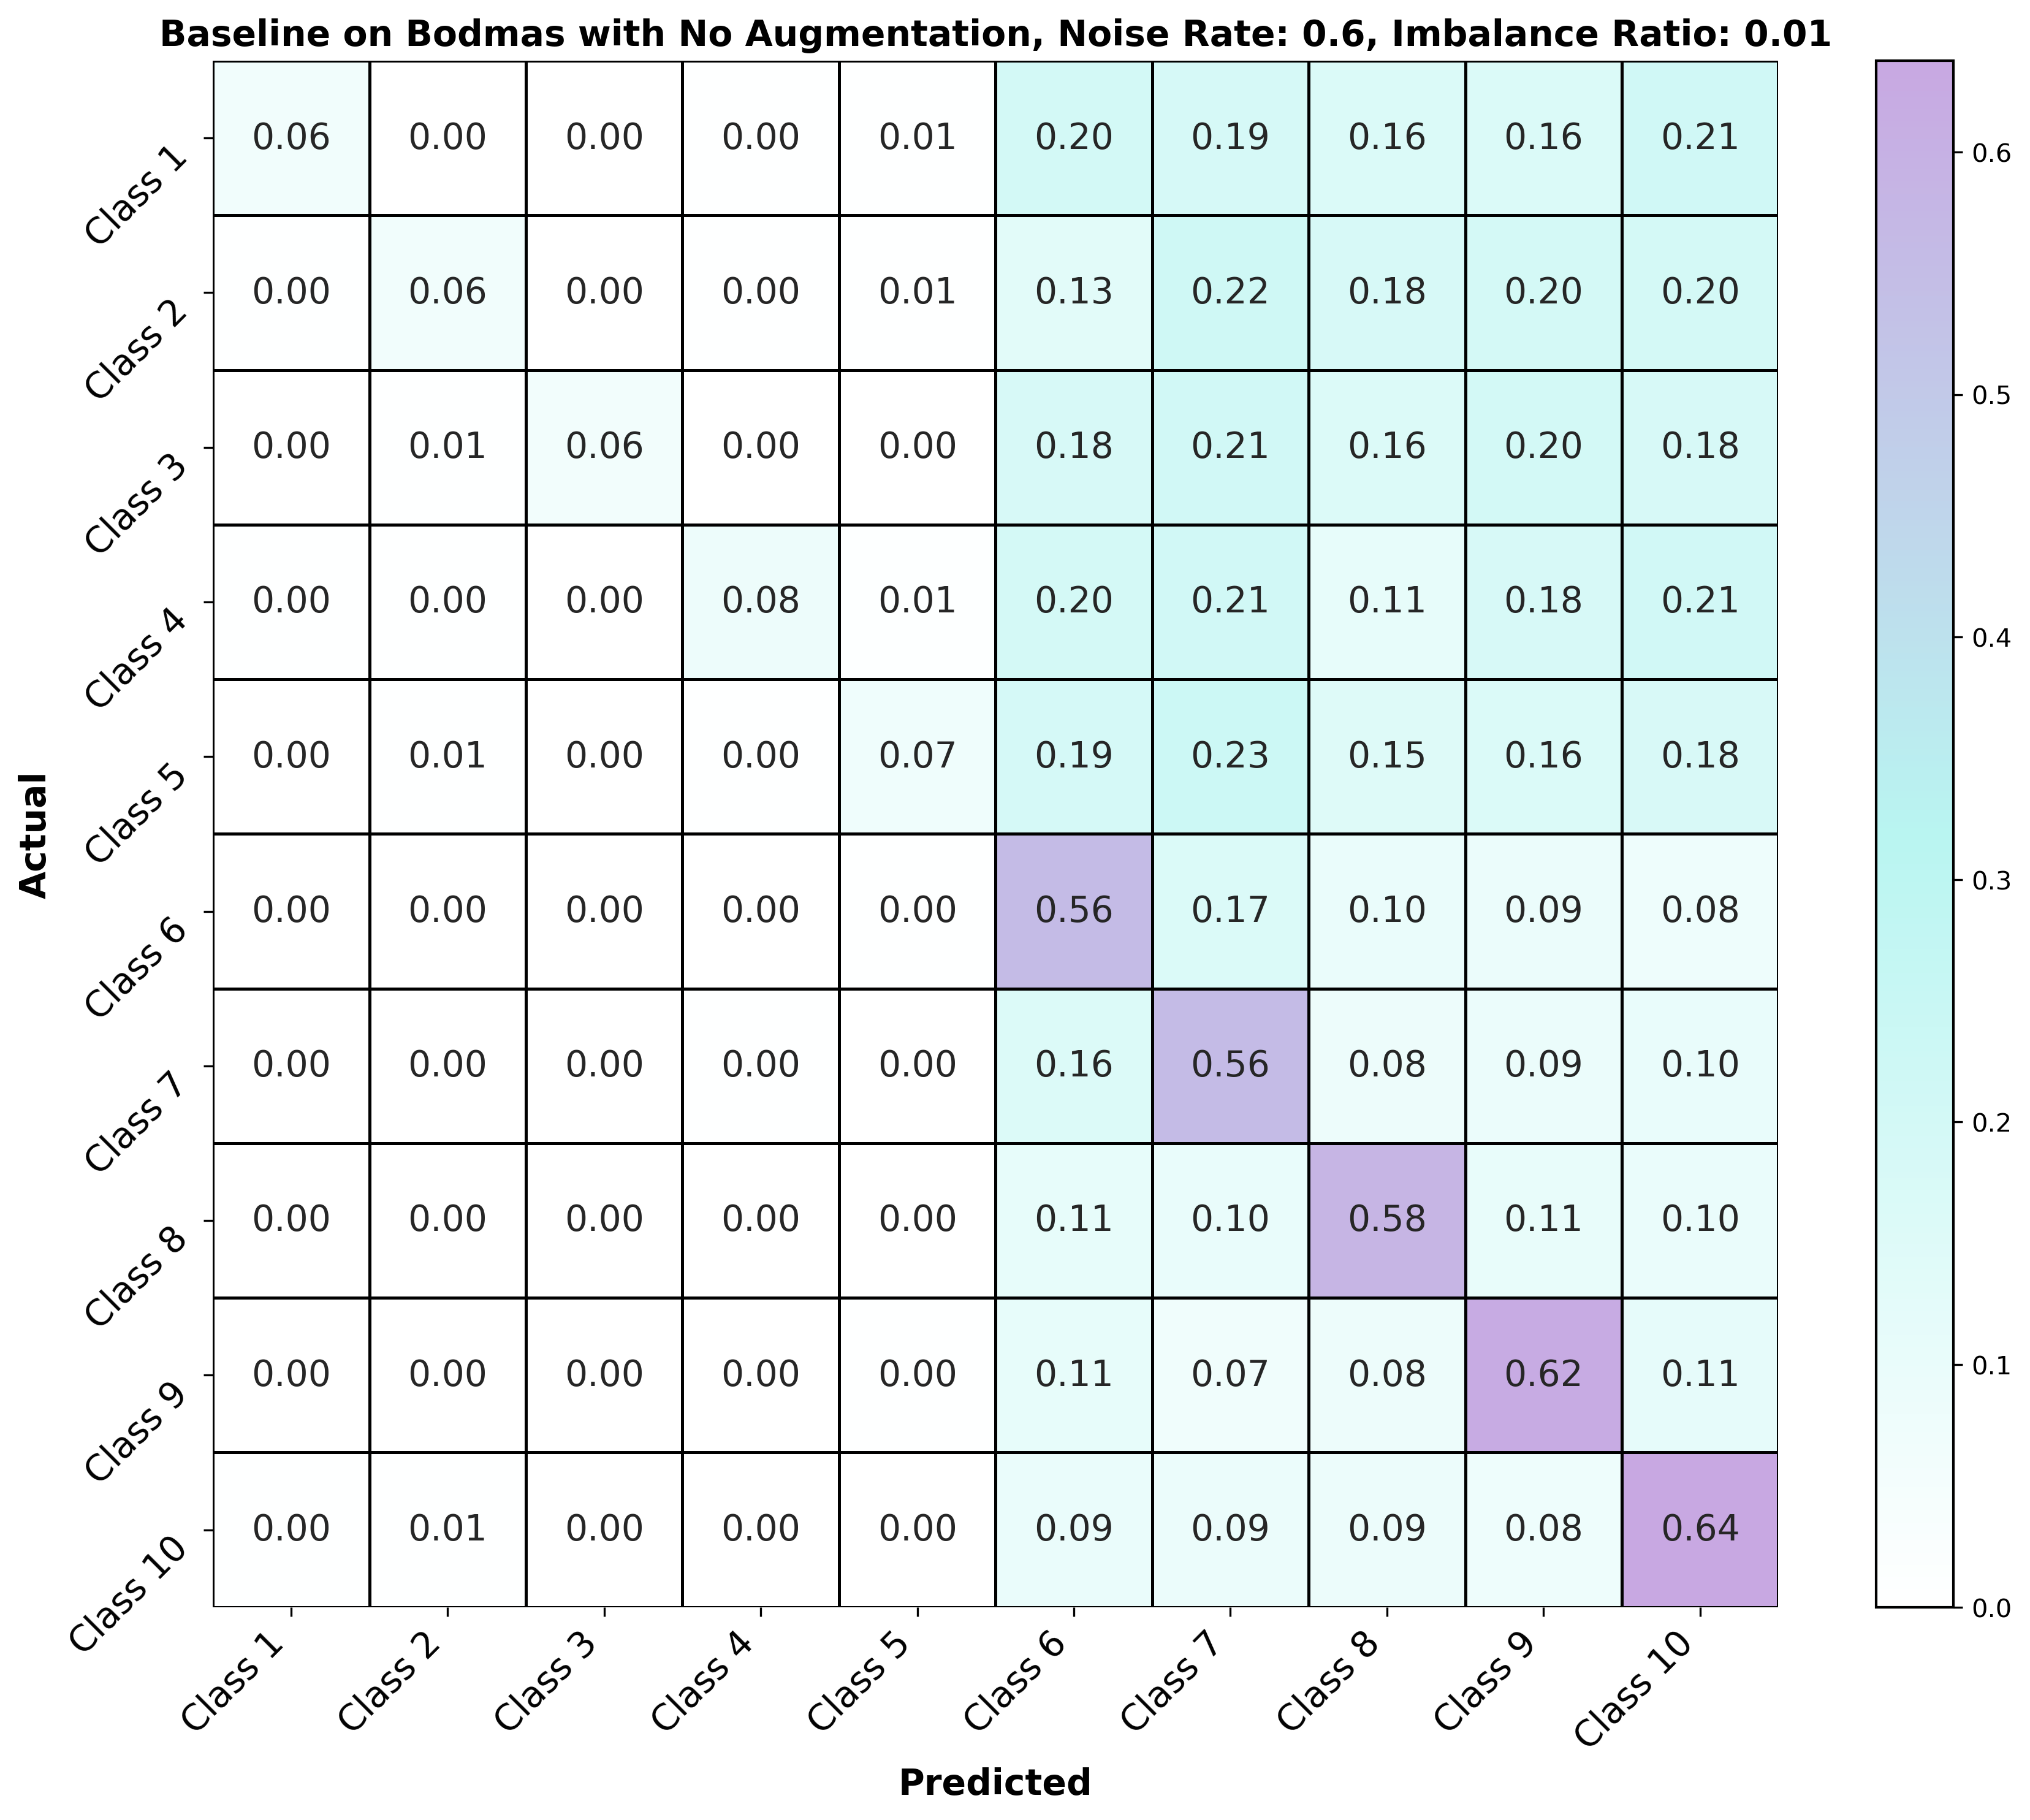 Baseline on Bodmas with No Augmentation, Noise Rate: 0.6, Imbalance Ratio: 0.01
Class 1 0.06 0.00 0.00 0.00 0.01 0.20 0.19 0.16 0.16 0.21
Class 2 0.00 0.06 0.00 0.00 0.01 0.13 0.22 0.18 0.20 0.20
Class 3 0.00 0.01 0.06 0.00 0.00 0.18 0.21 0.16 0.20 0.18
Class 4 0.00 0.00 0.00 0.08 0.01 0.20 0.21 0.11 0.18 0.21
Class 5 0.00 0.01 0.00 0.00 0.07 0.19 0.23 0.15 0.16 0.18
Class 6 0.00 0.00 0.00 0.00 0.00 0.56 0.17 0.10 0.09 0.08
Class 7 0.00 0.00 0.00 0.00 0.00 0.16 0.56 0.08 0.09 0.10
Class 8 0.00 0.00 0.00 0.00 0.00 0.11 0.10 0.58 0.11 0.10
Class 9 0.00 0.00 0.00 0.00 0.00 0.11 0.07 0.08 0.62 0.11
Class 10 0.00 0.01 0.00 0.00 0.00 0.09 0.09 0.09 0.08 0.64
Class 1 Class 2 Class 3 Class 4 Class 5 Class 6 Class 7 Class 8 Class 9 Class 10
Predicted
Actual
0.6
0.5
0.4
0.3
0.2
0.1
0.0